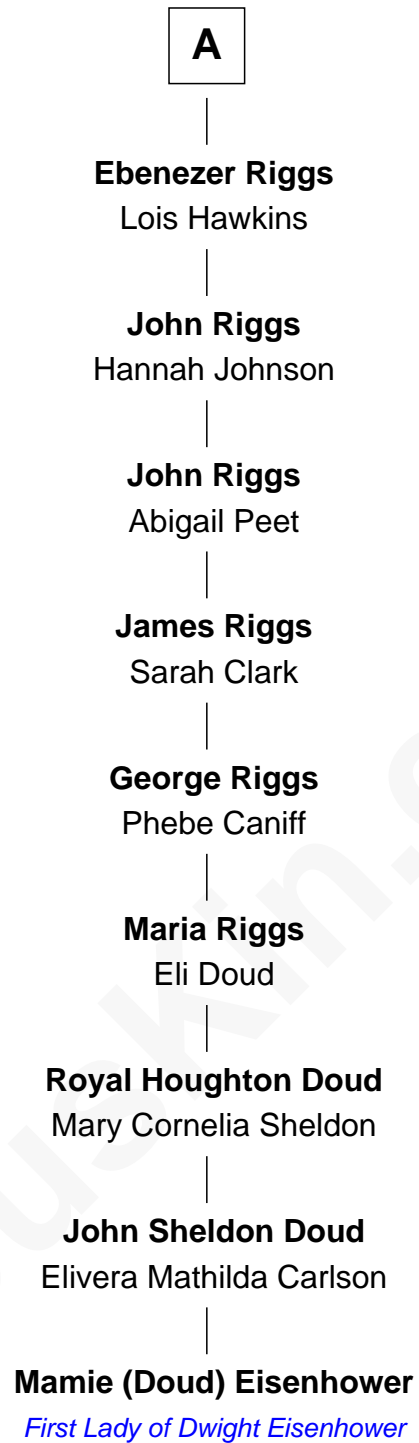 A
Ebenezer Riggs
Lois Hawkins
John Riggs
Hannah Johnson
John Riggs
Abigail Peet
James Riggs
Sarah Clark
George Riggs
Phebe Caniff
Maria Riggs
Eli Doud
Royal Houghton Doud
Mary Cornelia Sheldon
John Sheldon Doud
Elivera Mathilda Carlson
Mamie (Doud) Eisenhower
First Lady of Dwight Eisenhower